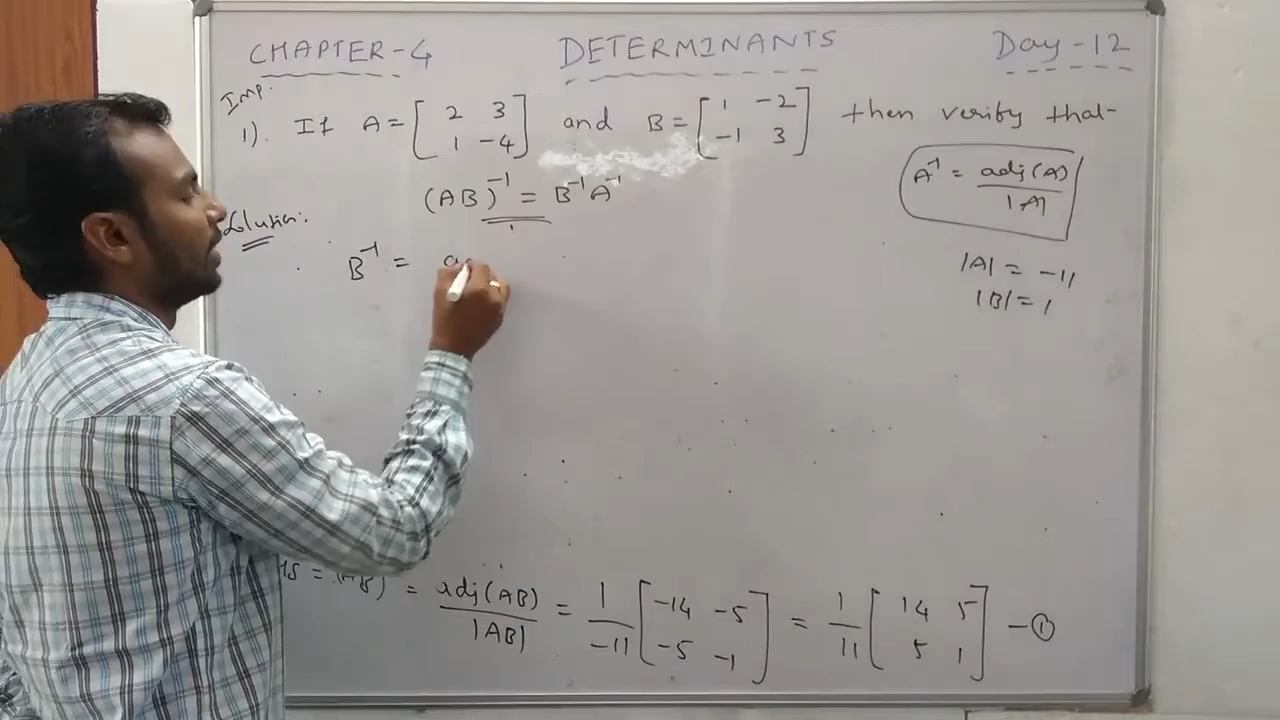 CHAPTER-4 DETERMINANTS Day-12
Imp.
1). If A = [ 2 3 ; 1 -4 ] and B = [ 1 -2 ; -1 3 ] then verify that-
(AB)⁻¹ = B⁻¹A⁻¹
A⁻¹ = adj(A) / |A|
lution:
B⁻¹ =
|A| = -11
|B| = 1
= adj(AB) / |AB| = 1/-11 [ -14 -5 ; -5 -1 ] = 1/11 [ 14 5 ; 5 1 ] - ①